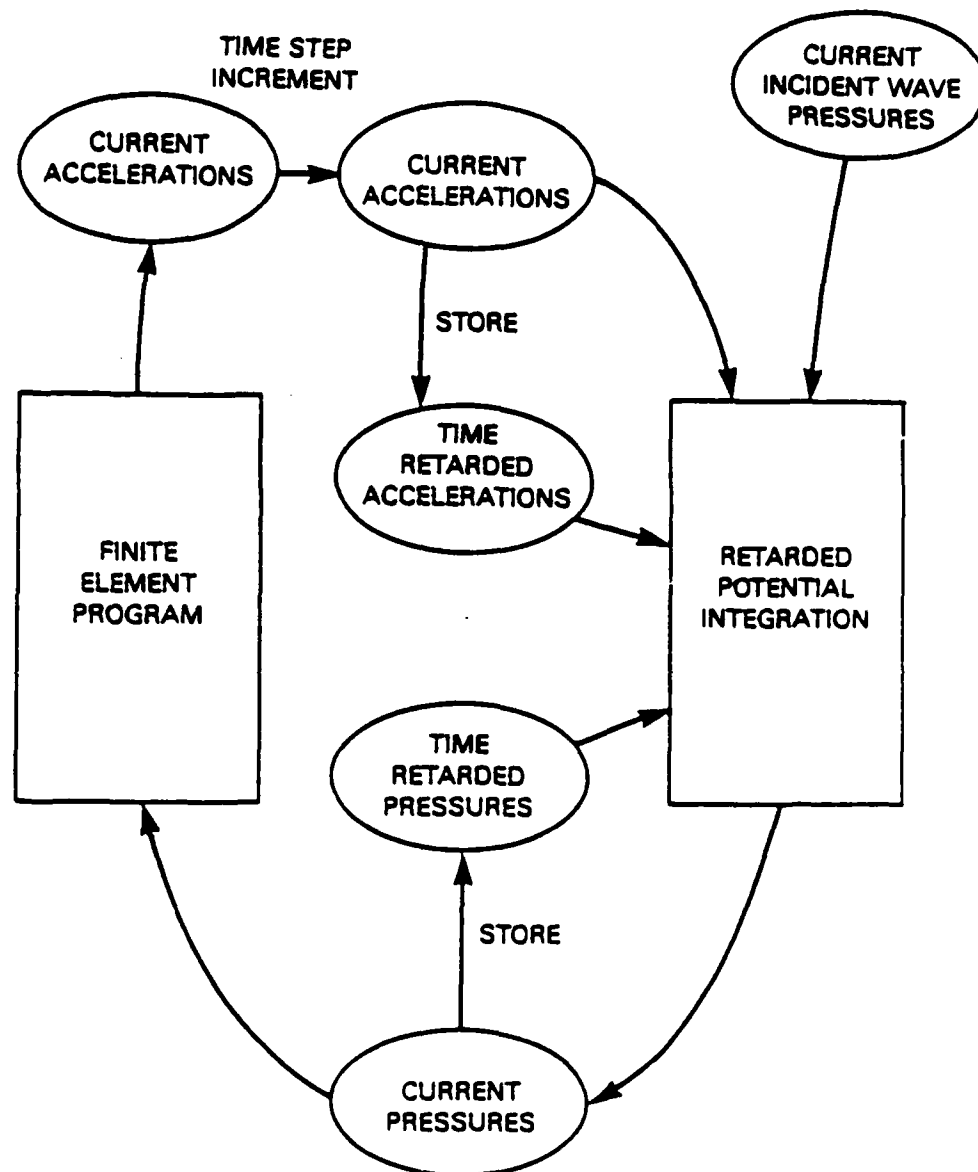 TIME STEP
INCREMENT
CURRENT
INCIDENT WAVE
PRESSURES
CURRENT
ACCELERATIONS
CURRENT
ACCELERATIONS
STORE
TIME
RETARDED
ACCELERATIONS
FINITE
ELEMENT
PROGRAM
RETARDED
POTENTIAL
INTEGRATION
TIME
RETARDED
PRESSURES
STORE
CURRENT
PRESSURES